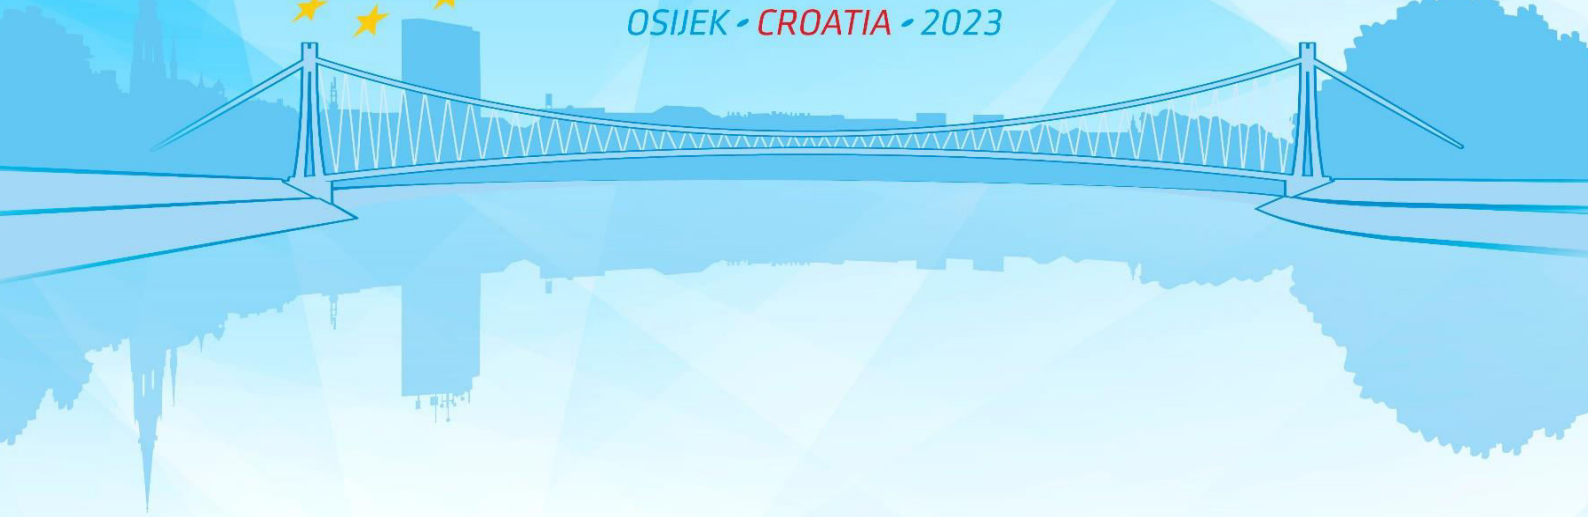 OSIJEK • CROATIA • 2023